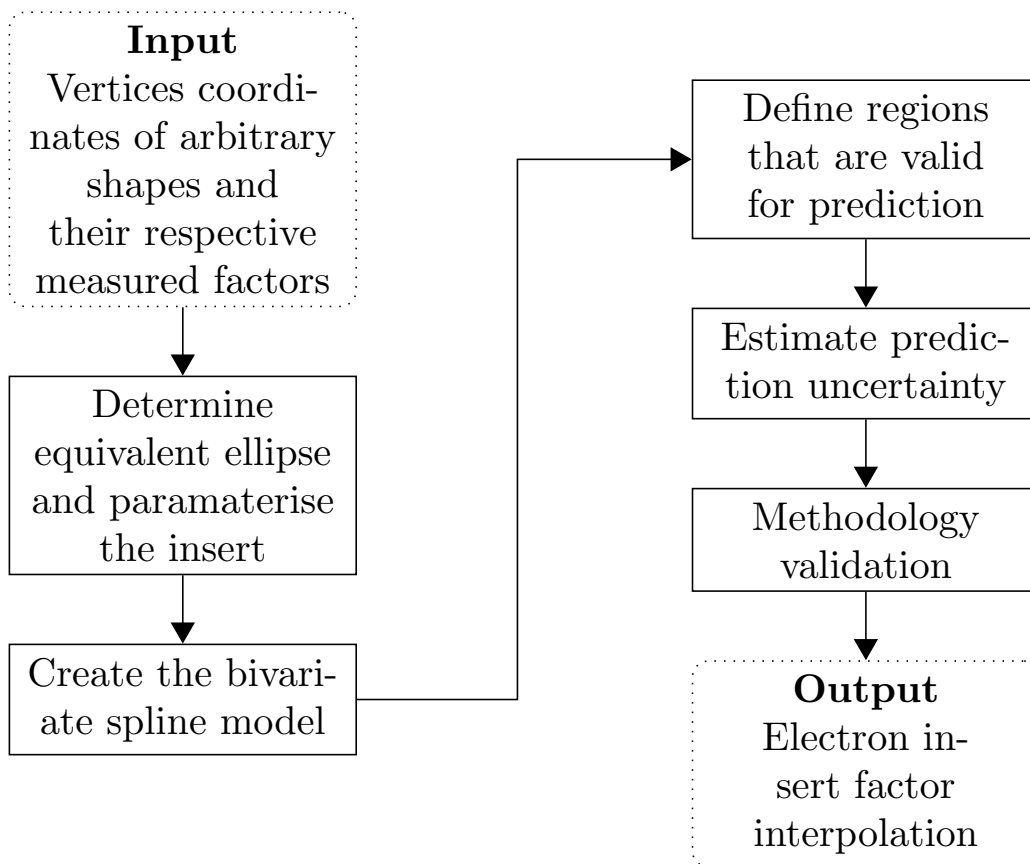 Input
Vertices coordi-
nates of arbitrary
shapes and
their respective
measured factors
Determine
equivalent ellipse
and paramaterise
the insert
Create the bivari-
ate spline model
Define regions
that are valid
for prediction
Estimate predic-
tion uncertainty
Methodology
validation
Output
Electron in-
sert factor
interpolation